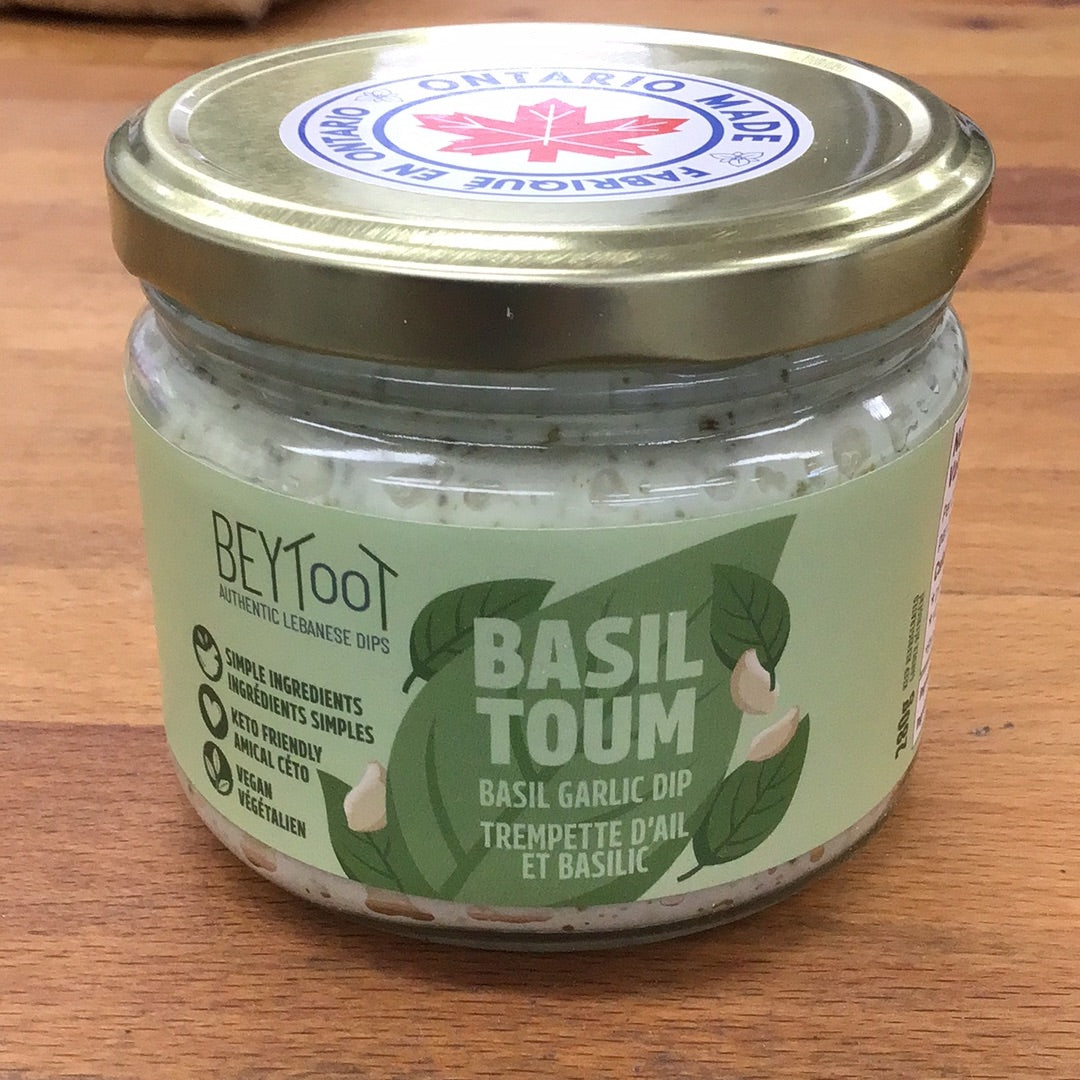 ONTARIO MADE
FABRIQUÉ EN ONTARIO
BEYTOOT
AUTHENTIC LEBANESE DIPS
SIMPLE INGREDIENTS
INGRÉDIENTS SIMPLES
KETO FRIENDLY
AMICAL CÉTO
VEGAN
VÉGÉTALIEN
BASIL
TOUM
BASIL GARLIC DIP
TREMPETTE D'AIL
ET BASILIC
280g